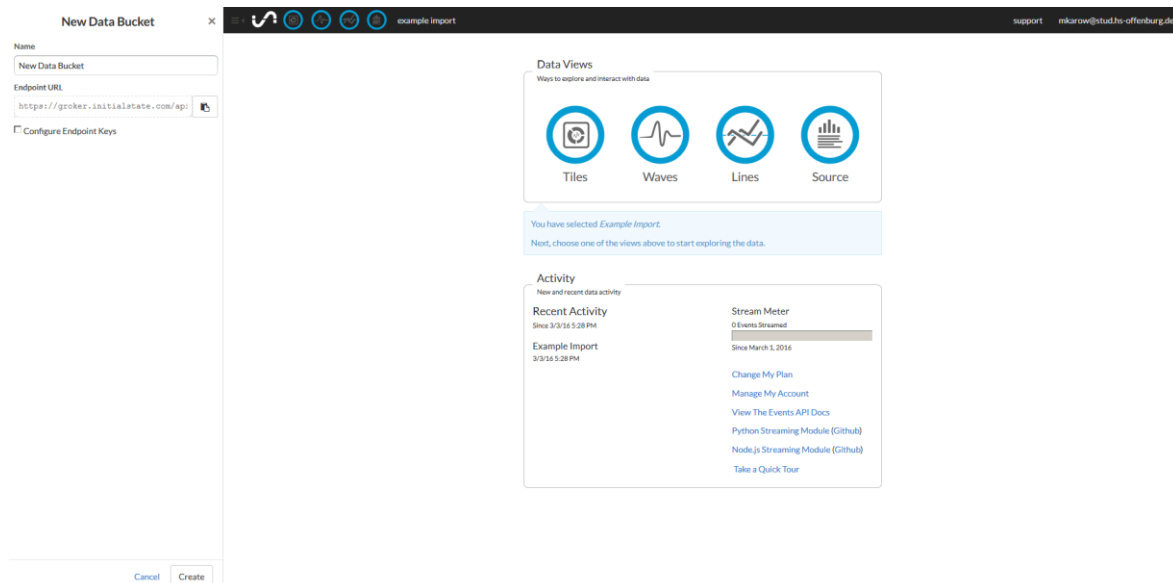 New Data Bucket ×
Name
New Data Bucket
Endpoint URL
https://groker.initialstate.com/ap
Configure Endpoint Keys
Cancel Create
example import support mkarow@stud.hs-offenburg.de
Data Views
Ways to explore and interact with data
Tiles Waves Lines Source
You have selected Example Import.
Next, choose one of the views above to start exploring the data.
Activity
New and recent data activity
Recent Activity
Since 3/3/16 5:28 PM
Example Import
3/3/16 5:28 PM
Stream Meter
0 Events Streamed
Since March 1, 2016
Change My Plan
Manage My Account
View The Events API Docs
Python Streaming Module (Github)
Node.js Streaming Module (Github)
Take a Quick Tour